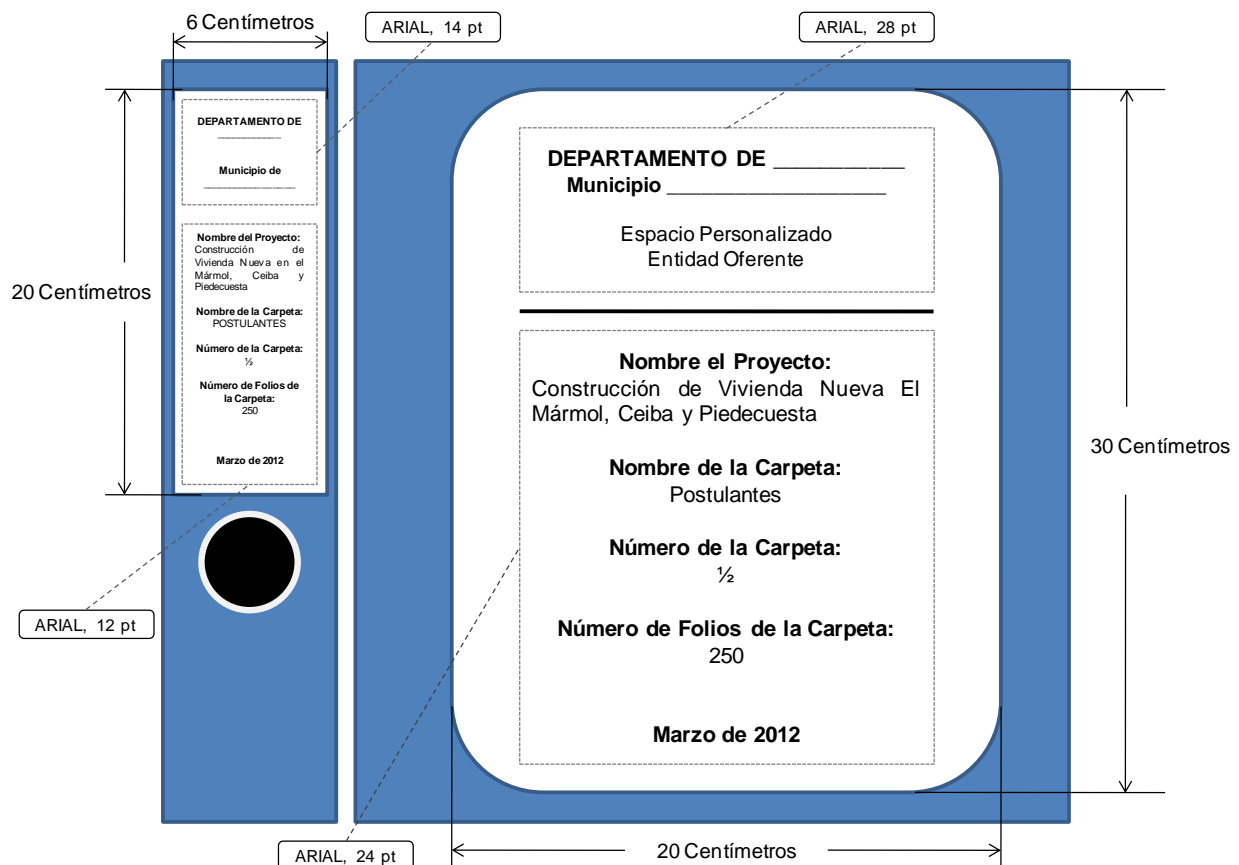 6 Centímetros
ARIAL, 14 pt
ARIAL, 28 pt
DEPARTAMENTO DE
___________
Municipio de
________________
Nombre del Proyecto:
Construcción de
Vivienda Nueva en el
Mármol, Ceiba y
Piedecuesta
Nombre de la Carpeta:
POSTULANTES
Número de la Carpeta:
½
Número de Folios de
la Carpeta:
250
Marzo de 2012
20 Centímetros
ARIAL, 12 pt
DEPARTAMENTO DE ___________
Municipio ___________________
Espacio Personalizado
Entidad Oferente
Nombre el Proyecto:
Construcción de Vivienda Nueva El
Mármol, Ceiba y Piedecuesta
Nombre de la Carpeta:
Postulantes
Número de la Carpeta:
½
Número de Folios de la Carpeta:
250
Marzo de 2012
30 Centímetros
ARIAL, 24 pt
20 Centímetros